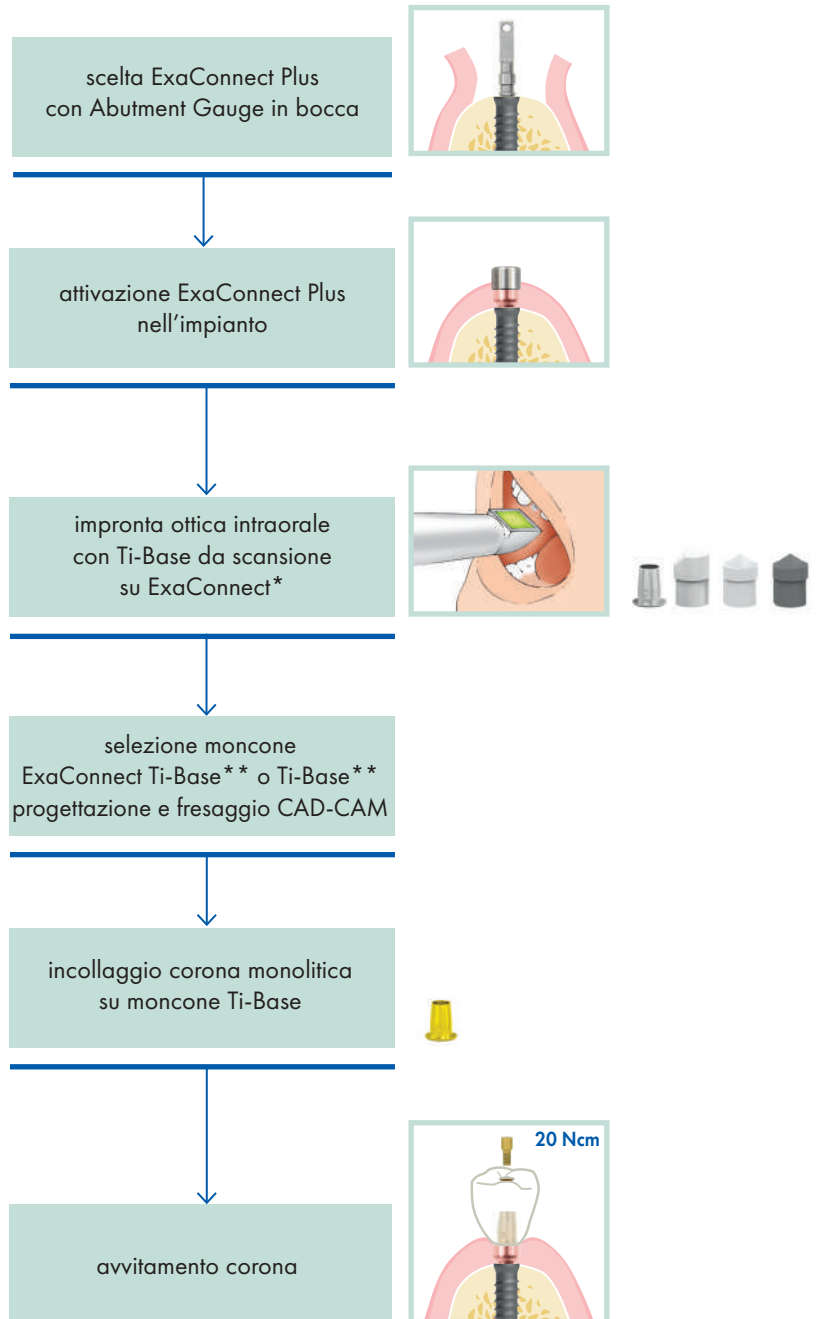 scelta ExaConnect Plus
con Abutment Gauge in bocca
attivazione ExaConnect Plus
nell’impianto
impronta ottica intraorale
con Ti-Base da scansione
su ExaConnect*
selezione moncone
ExaConnect Ti-Base** o Ti-Base**
progettazione e fresaggio CAD-CAM
incollaggio corona monolitica
su moncone Ti-Base
20 Ncm
avvitamento corona